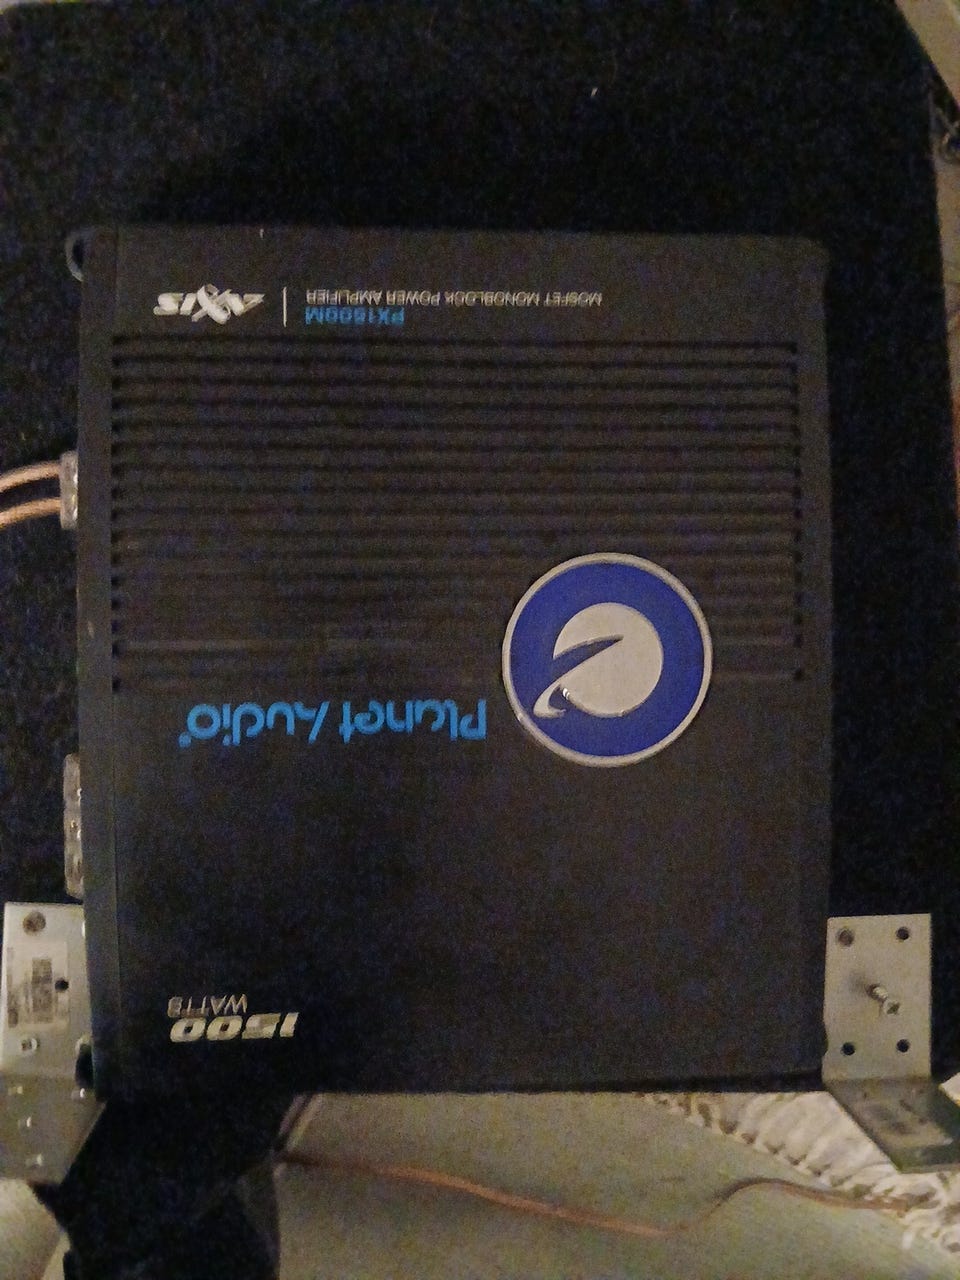 1500
WATTS
Planet Audio®
PX1500M
AXIS | MOSFET MONOBLOCK POWER AMPLIFIER